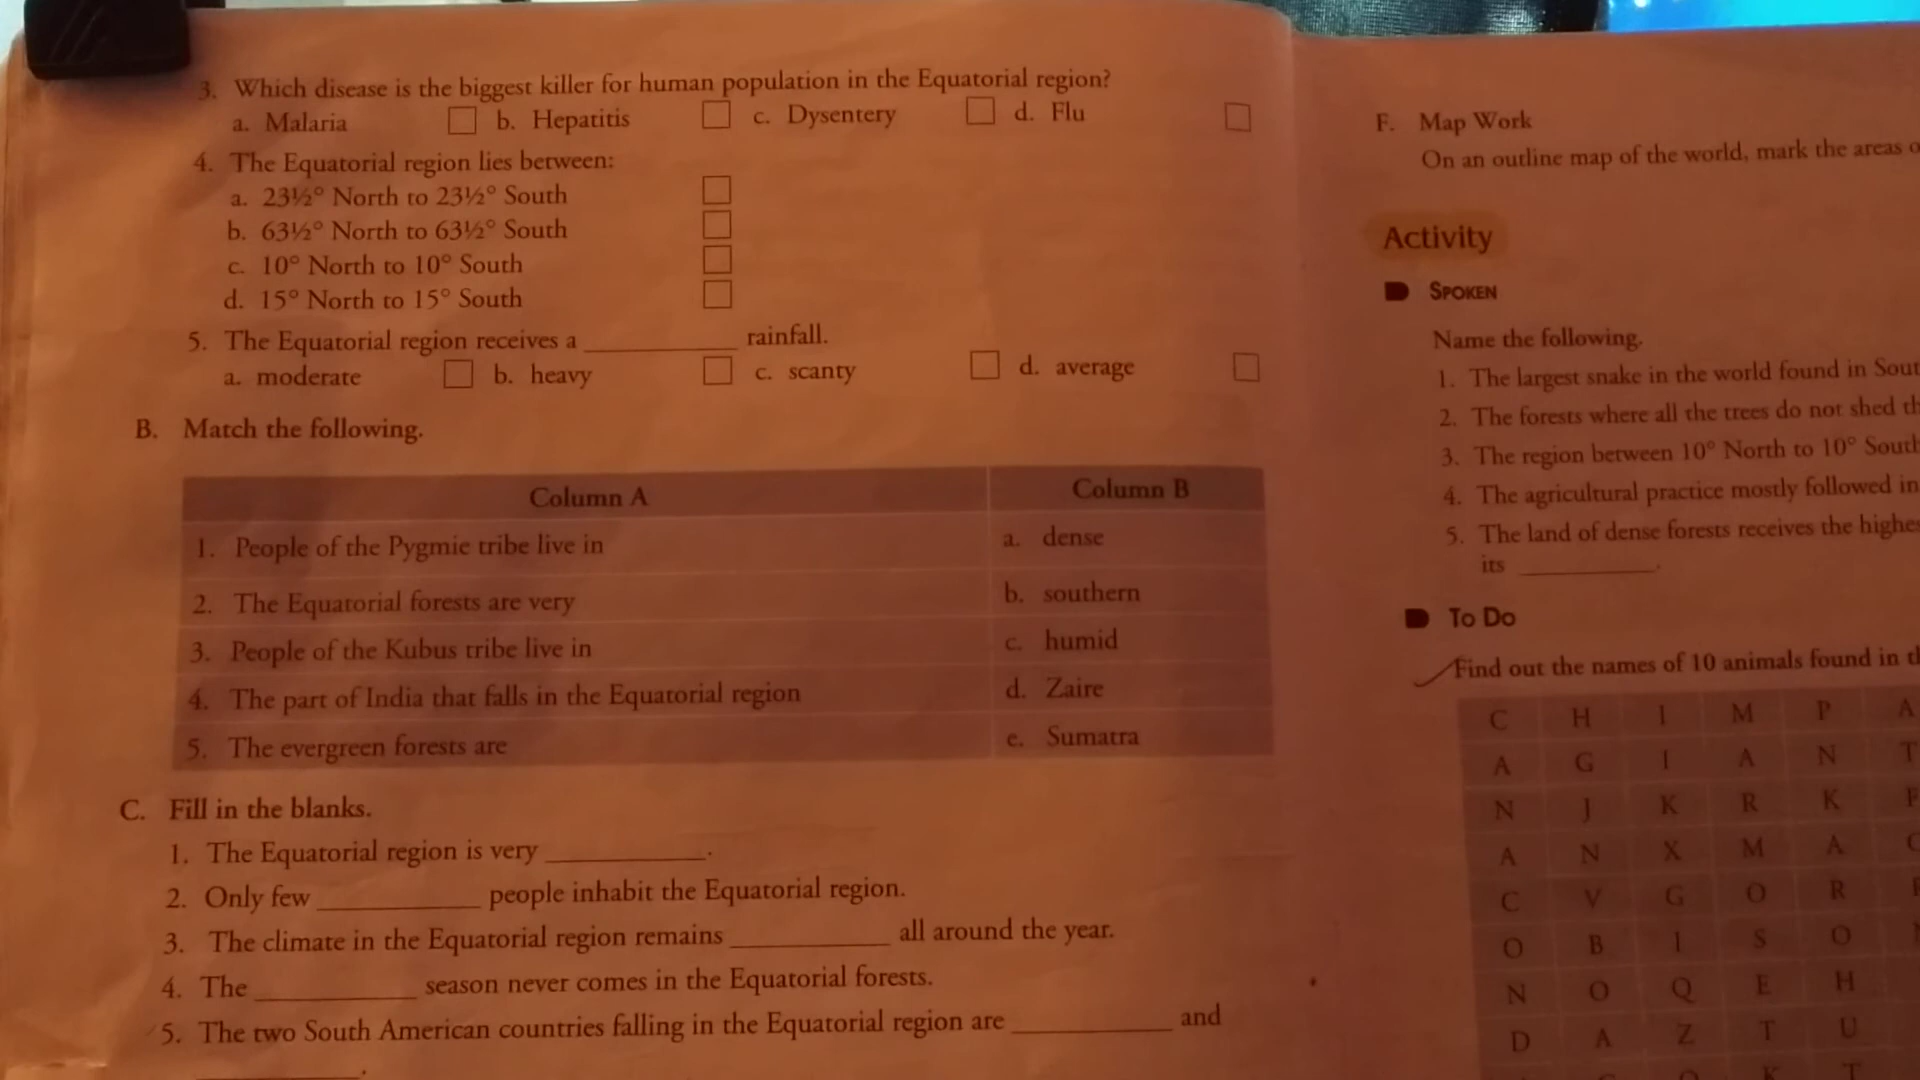 3. Which disease is the biggest killer for human population in the Equatorial region?
a. Malaria b. Hepatitis c. Dysentery d. Flu
4. The Equatorial region lies between:
a. 23½° North to 23½° South
b. 63½° North to 63½° South
c. 10° North to 10° South
d. 15° North to 15° South
5. The Equatorial region receives a __________ rainfall.
a. moderate b. heavy c. scanty d. average
B. Match the following.
Column A Column B
1. People of the Pygmie tribe live in a. dense
2. The Equatorial forests are very b. southern
3. People of the Kubus tribe live in c. humid
4. The part of India that falls in the Equatorial region d. Zaire
5. The evergreen forests are e. Sumatra
C. Fill in the blanks.
1. The Equatorial region is very __________.
2. Only few __________ people inhabit the Equatorial region.
3. The climate in the Equatorial region remains __________ all around the year.
4. The __________ season never comes in the Equatorial forests.
5. The two South American countries falling in the Equatorial region are __________ and
__________.
F. Map Work
On an outline map of the world, mark the areas
Activity
SPOKEN
Name the following.
1. The largest snake in the world found in
2. The forests where all the trees do not shed
3. The region between 10° North to 10°
4. The agricultural practice mostly followed in
5. The land of dense forests receives the
its __________.
TO DO
Find out the names of 10 animals found in
C H I M P A
A G I A N T
N J K R K
A N X M A
C V G O R
O B I S O
N O Q E H
D A Z T U